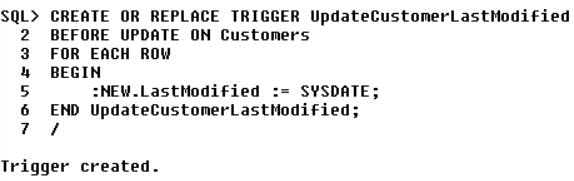 SQL> CREATE OR REPLACE TRIGGER UpdateCustomerLastModified
  2  BEFORE UPDATE ON Customers
  3  FOR EACH ROW
  4  BEGIN
  5      :NEW.LastModified := SYSDATE;
  6  END UpdateCustomerLastModified;
  7  /
Trigger created.